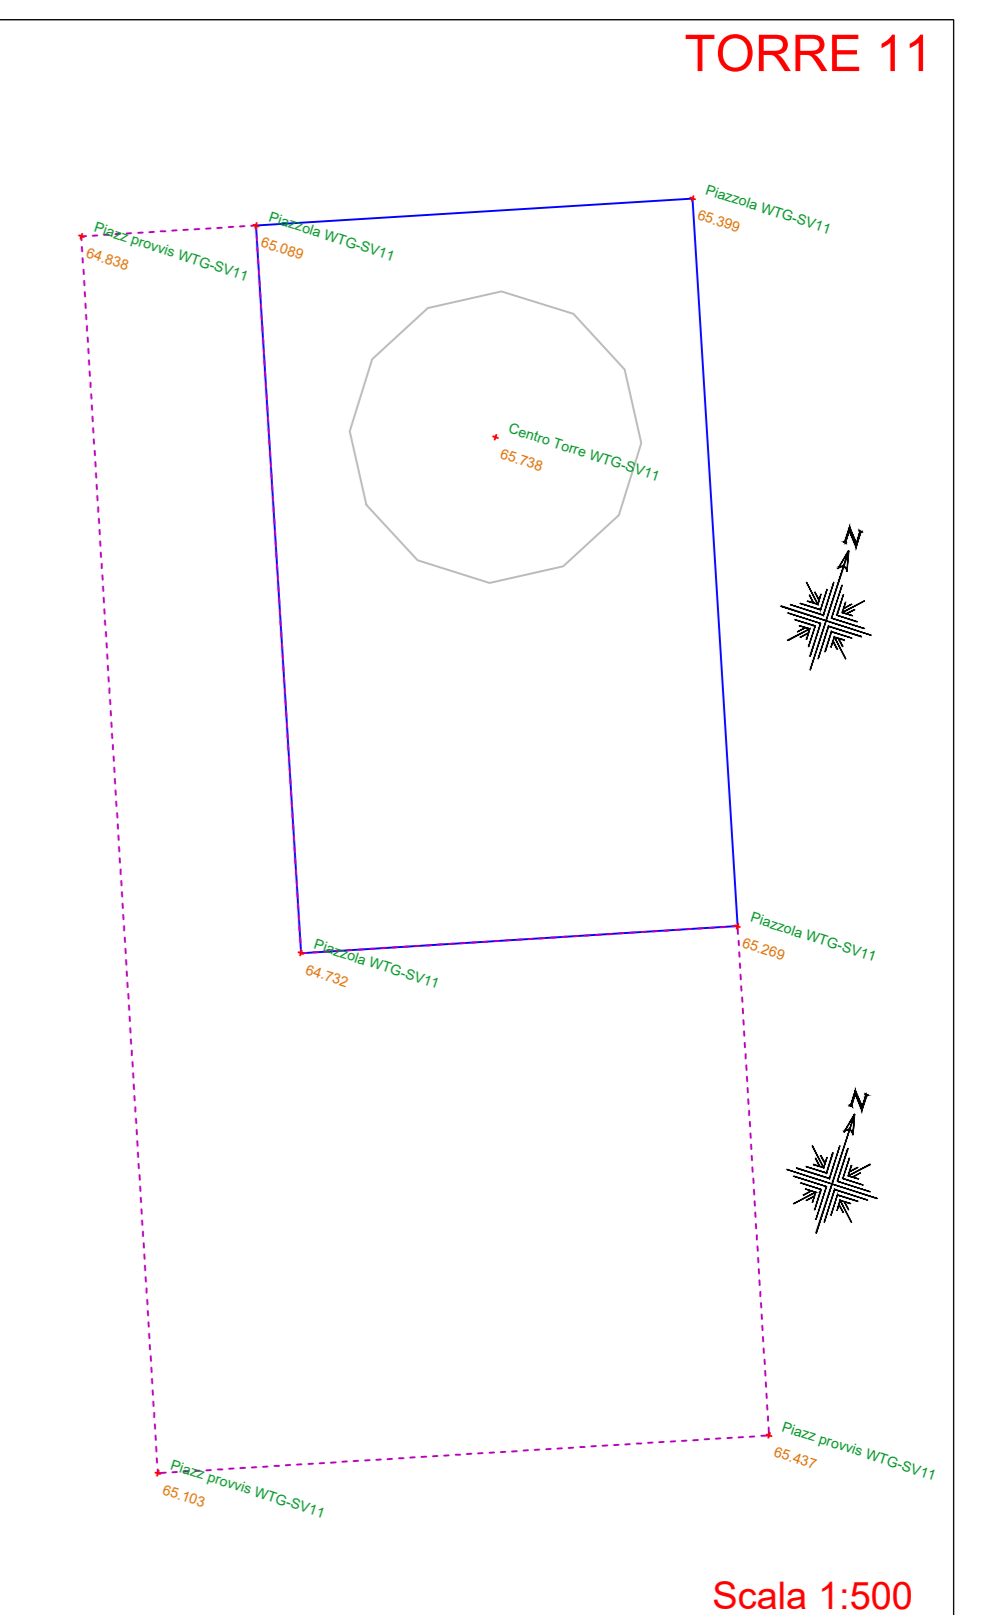 TORRE 11
Piazzola WTG-SV11
65.399
Piazzola WTG-SV11
65.089
Piazz provvis WTG-SV11
64.838
Centro Torre WTG-SV11
65.738
N
Piazzola WTG-SV11
65.269
Piazzola WTG-SV11
64.732
N
Piazz provvis WTG-SV11
65.437
Piazz provvis WTG-SV11
65.103
Scala 1:500